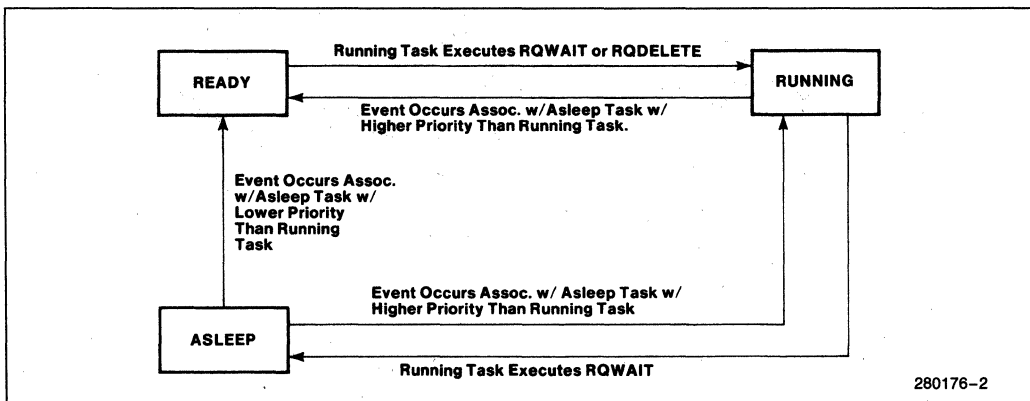 Running Task Executes RQWAIT or RQDELETE
READY
RUNNING
Event Occurs Assoc. w/Asleep Task w/
Higher Priority Than Running Task.
Event Occurs Assoc.
w/Asleep Task w/
Lower Priority
Than Running
Task
Event Occurs Assoc. w/ Asleep Task w/
Higher Priority Than Running Task
ASLEEP
Running Task Executes RQWAIT
280176–2